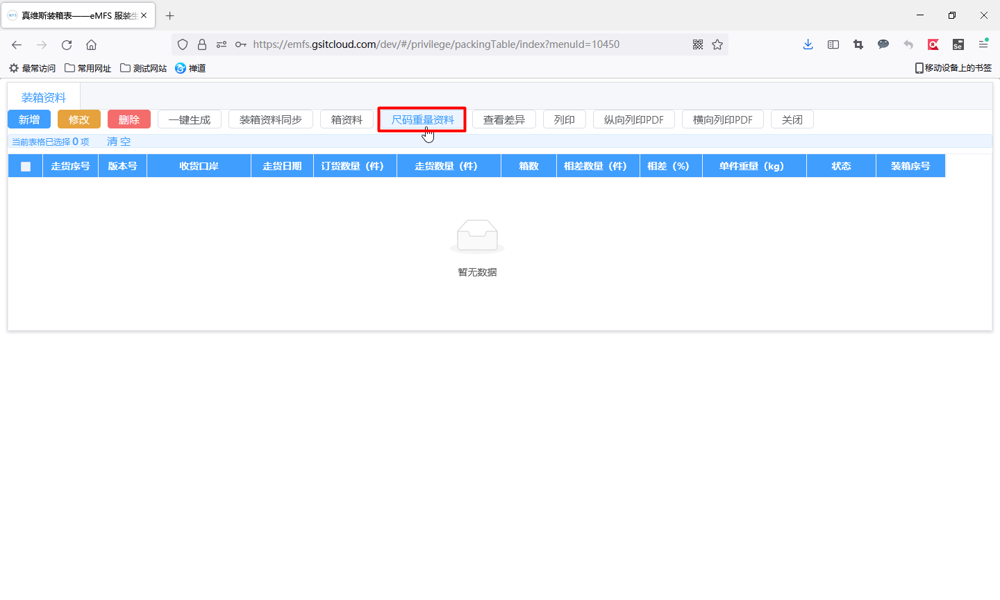 真维斯装箱表——eMFS 服装生
https://emfs.gsitcloud.com/dev/#/privilege/packingTable/index?menuId=10450
最常访问 常用网址 测试网站 禅道 移动设备上的书签
装箱资料
新增 修改 删除 一键生成 装箱资料同步 箱资料 尺码重量资料 查看差异 列印 纵向列印PDF 横向列印PDF 关闭
当前表格已选择 0 项 清 空
走货序号 版本号 收货口岸 走货日期 订货数量（件） 走货数量（件） 箱数 相差数量（件） 相差（%） 单件重量（kg） 状态 装箱序号
暂无数据